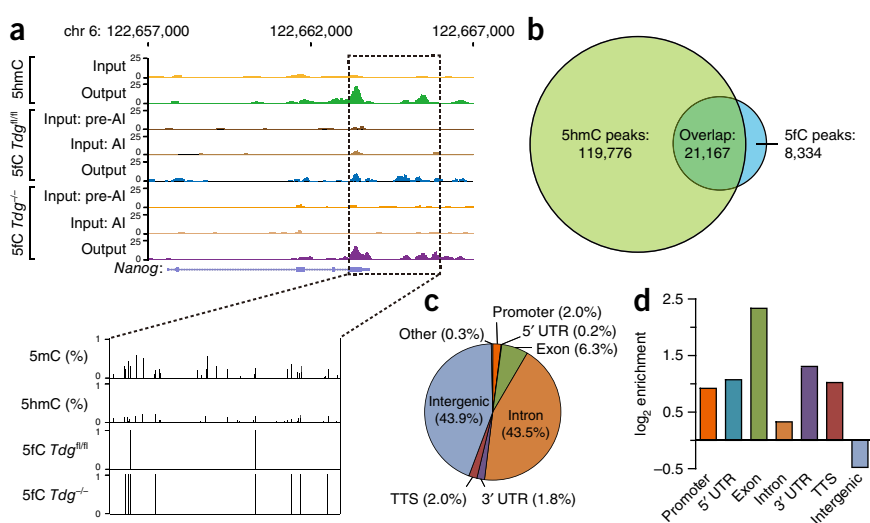 a
chr 6: 122,657,000 122,662,000 122,667,000
5hmC
Input 25 0
Output 25 0
5fC Tdg^fl/fl
Input: pre-AI 25 0
Input: AI 25 0
Output 25 0
5fC Tdg^−/−
Input: pre-AI 25 0
Input: AI 25 0
Output 25 0
Nanog:
5mC (%) 1 0
5hmC (%) 1 0
5fC Tdg^fl/fl 1 0
5fC Tdg^−/− 1 0
b
5hmC peaks:
119,776
Overlap:
21,167
5fC peaks:
8,334
c
Promoter (2.0%)
Other (0.3%)
5′ UTR (0.2%)
Exon (6.3%)
Intergenic
(43.9%)
Intron
(43.5%)
TTS (2.0%)
3′ UTR (1.8%)
d
log2 enrichment
2.5
1.5
0.5
−0.5
Promoter
5′ UTR
Exon
Intron
3′ UTR
TTS
Intergenic